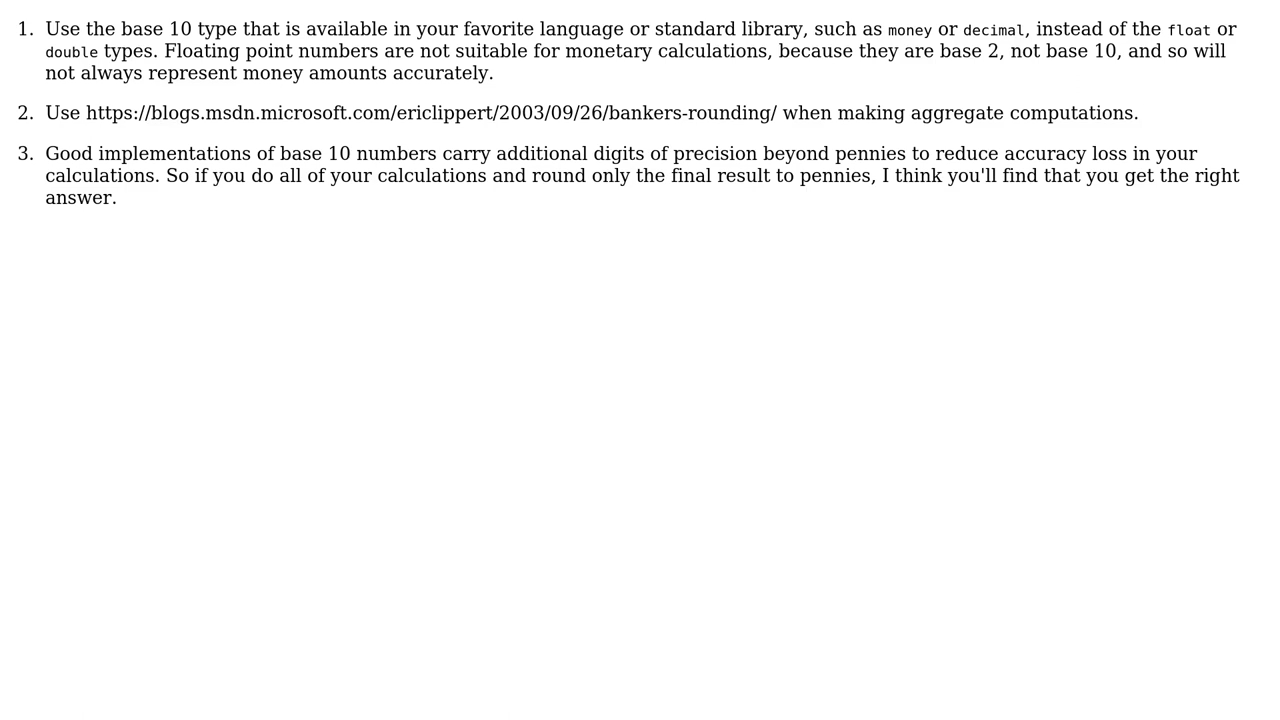 1. Use the base 10 type that is available in your favorite language or standard library, such as money or decimal, instead of the float or
double types. Floating point numbers are not suitable for monetary calculations, because they are base 2, not base 10, and so will
not always represent money amounts accurately.
2. Use https://blogs.msdn.microsoft.com/ericlippert/2003/09/26/bankers-rounding/ when making aggregate computations.
3. Good implementations of base 10 numbers carry additional digits of precision beyond pennies to reduce accuracy loss in your
calculations. So if you do all of your calculations and round only the final result to pennies, I think you'll find that you get the right
answer.